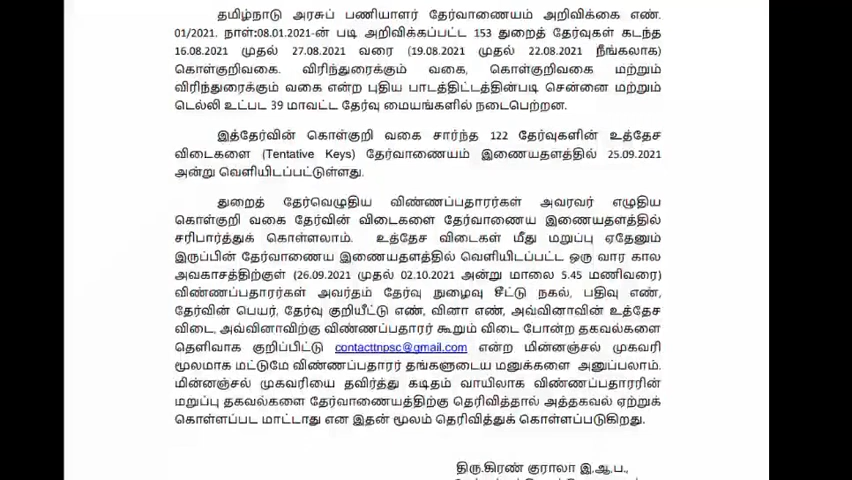 தமிழ்நாடு அரசுப் பணியாளர் தேர்வாணையம் அறிவிக்கை எண்.
01/2021. நாள்:08.01.2021-ன் படி அறிவிக்கப்பட்ட 153 துறைத் தேர்வுகள் கடந்த
16.08.2021 முதல் 27.08.2021 வரை (19.08.2021 முதல் 22.08.2021 நீங்கலாக)
கொள்குறிவகை. விரிந்துரைக்கும் வகை, கொள்குறிவகை மற்றும்
விரிந்துரைக்கும் வகை என்ற புதிய பாடத்திட்டத்தின்படி சென்னை மற்றும்
டெல்லி உட்பட 39 மாவட்ட தேர்வு மையங்களில் நடைபெற்றன.
இத்தேர்வின் கொள்குறி வகை சார்ந்த 122 தேர்வுகளின் உத்தேச
விடைகளை (Tentative Keys) தேர்வாணையம் இணையதளத்தில் 25.09.2021
அன்று வெளியிடப்பட்டுள்ளது.
துறைத் தேர்வெழுதிய விண்ணப்பதாரர்கள் அவரவர் எழுதிய
கொள்குறி வகை தேர்வின் விடைகளை தேர்வாணைய இணையதளத்தில்
சரிபார்த்துக் கொள்ளலாம். உத்தேச விடைகள் மீது மறுப்பு ஏதேனும்
இருப்பின் தேர்வாணைய இணையதளத்தில் வெளியிடப்பட்ட ஒரு வார கால
அவகாசத்திற்குள் (26.09.2021 முதல் 02.10.2021 அன்று மாலை 5.45 மணிவரை)
விண்ணப்பதாரர்கள் அவர்தம் தேர்வு நுழைவு சீட்டு நகல், பதிவு எண்,
தேர்வின் பெயர், தேர்வு குறியீட்டு எண், வினா எண், அவ்வினாவின் உத்தேச
விடை, அவ்வினாவிற்கு விண்ணப்பதாரர் கூறும் விடை போன்ற தகவல்களை
தெளிவாக குறிப்பிட்டு contacttnpsc@gmail.com என்ற மின்னஞ்சல் முகவரி
மூலமாக மட்டுமே விண்ணப்பதாரர் தங்களுடைய மனுக்களை அனுப்பலாம்.
மின்னஞ்சல் முகவரியை தவிர்த்து கடிதம் வாயிலாக விண்ணப்பதாரரின்
மறுப்பு தகவல்களை தேர்வாணையத்திற்கு தெரிவித்தால் அத்தகவல் ஏற்றுக்
கொள்ளப்பட மாட்டாது என இதன் மூலம் தெரிவித்துக் கொள்ளப்படுகிறது.
திரு.கிரண் குராலா இ.ஆ.ப.,